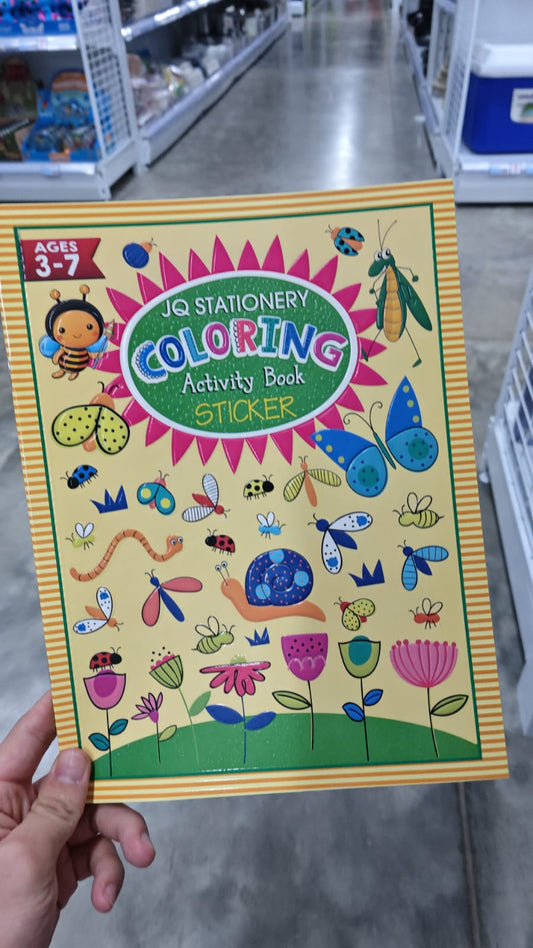 AGES
3-7
JQ STATIONERY
COLORING
Activity Book
STICKER